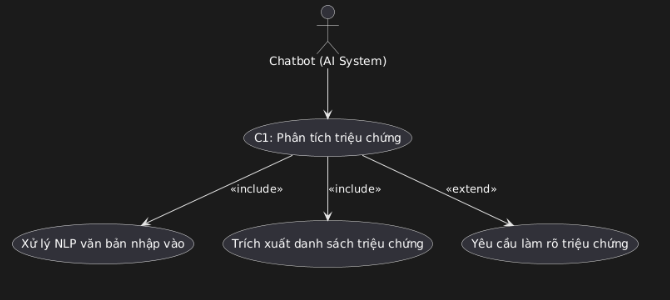 Chatbot (AI System)
C1: Phân tích triệu chứng
«include»
«include»
«extend»
Xử lý NLP văn bản nhập vào
Trích xuất danh sách triệu chứng
Yêu cầu làm rõ triệu chứng